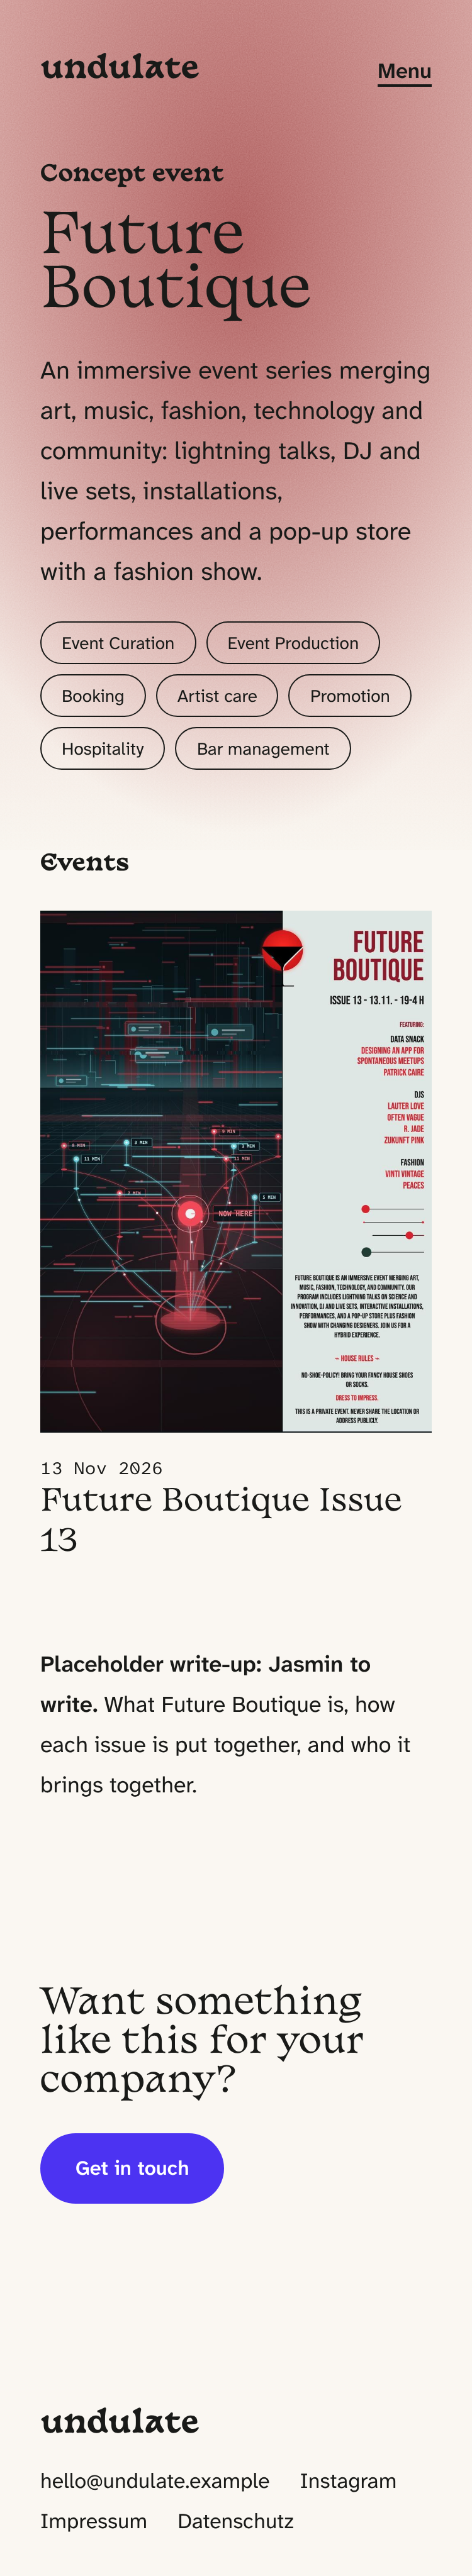 undulate
Menu
Concept event
Future
Boutique
An immersive event series merging
art, music, fashion, technology and
community: lightning talks, DJ and
live sets, installations,
performances and a pop-up store
with a fashion show.
Event Curation
Event Production
Booking
Artist care
Promotion
Hospitality
Bar management
Events
FUTURE
BOUTIQUE
ISSUE 13 - 13.11. - 19-4 H
FEATURING:
DATA SNACK
DESIGNING AN APP FOR
SPONTANEOUS MEETUPS
PATRICK CAIRE
DJS
LAUTER LOVE
OFTEN VAGUE
R. JADE
ZUKUNFT PINK
FASHION
VINTI VINTAGE
PEACES
3 MIN
11 MIN
NOW HERE
FUTURE BOUTIQUE IS AN IMMERSIVE EVENT MERGING ART,
MUSIC, FASHION, TECHNOLOGY, AND COMMUNITY. OUR
PROGRAM INCLUDES LIGHTNING TALKS ON SCIENCE AND
INNOVATION, DJ AND LIVE SETS, INTERACTIVE INSTALLATIONS,
PERFORMANCES, AND A POP-UP STORE PLUS FASHION
SHOW WITH CHANGING DESIGNERS. JOIN US FOR A
HYBRID EXPERIENCE.
~ HOUSE RULES ~
NO-SHOE-POLICY! BRING YOUR FANCY HOUSE SHOES
OR SOCKS.
DRESS TO IMPRESS.
THIS IS A PRIVATE EVENT. NEVER SHARE THE LOCATION OR
ADDRESS PUBLICLY.
13 Nov 2026
Future Boutique Issue
13
Placeholder write-up: Jasmin to
write. What Future Boutique is, how
each issue is put together, and who it
brings together.
Want something
like this for your
company?
Get in touch
undulate
hello@undulate.example
Instagram
Impressum
Datenschutz